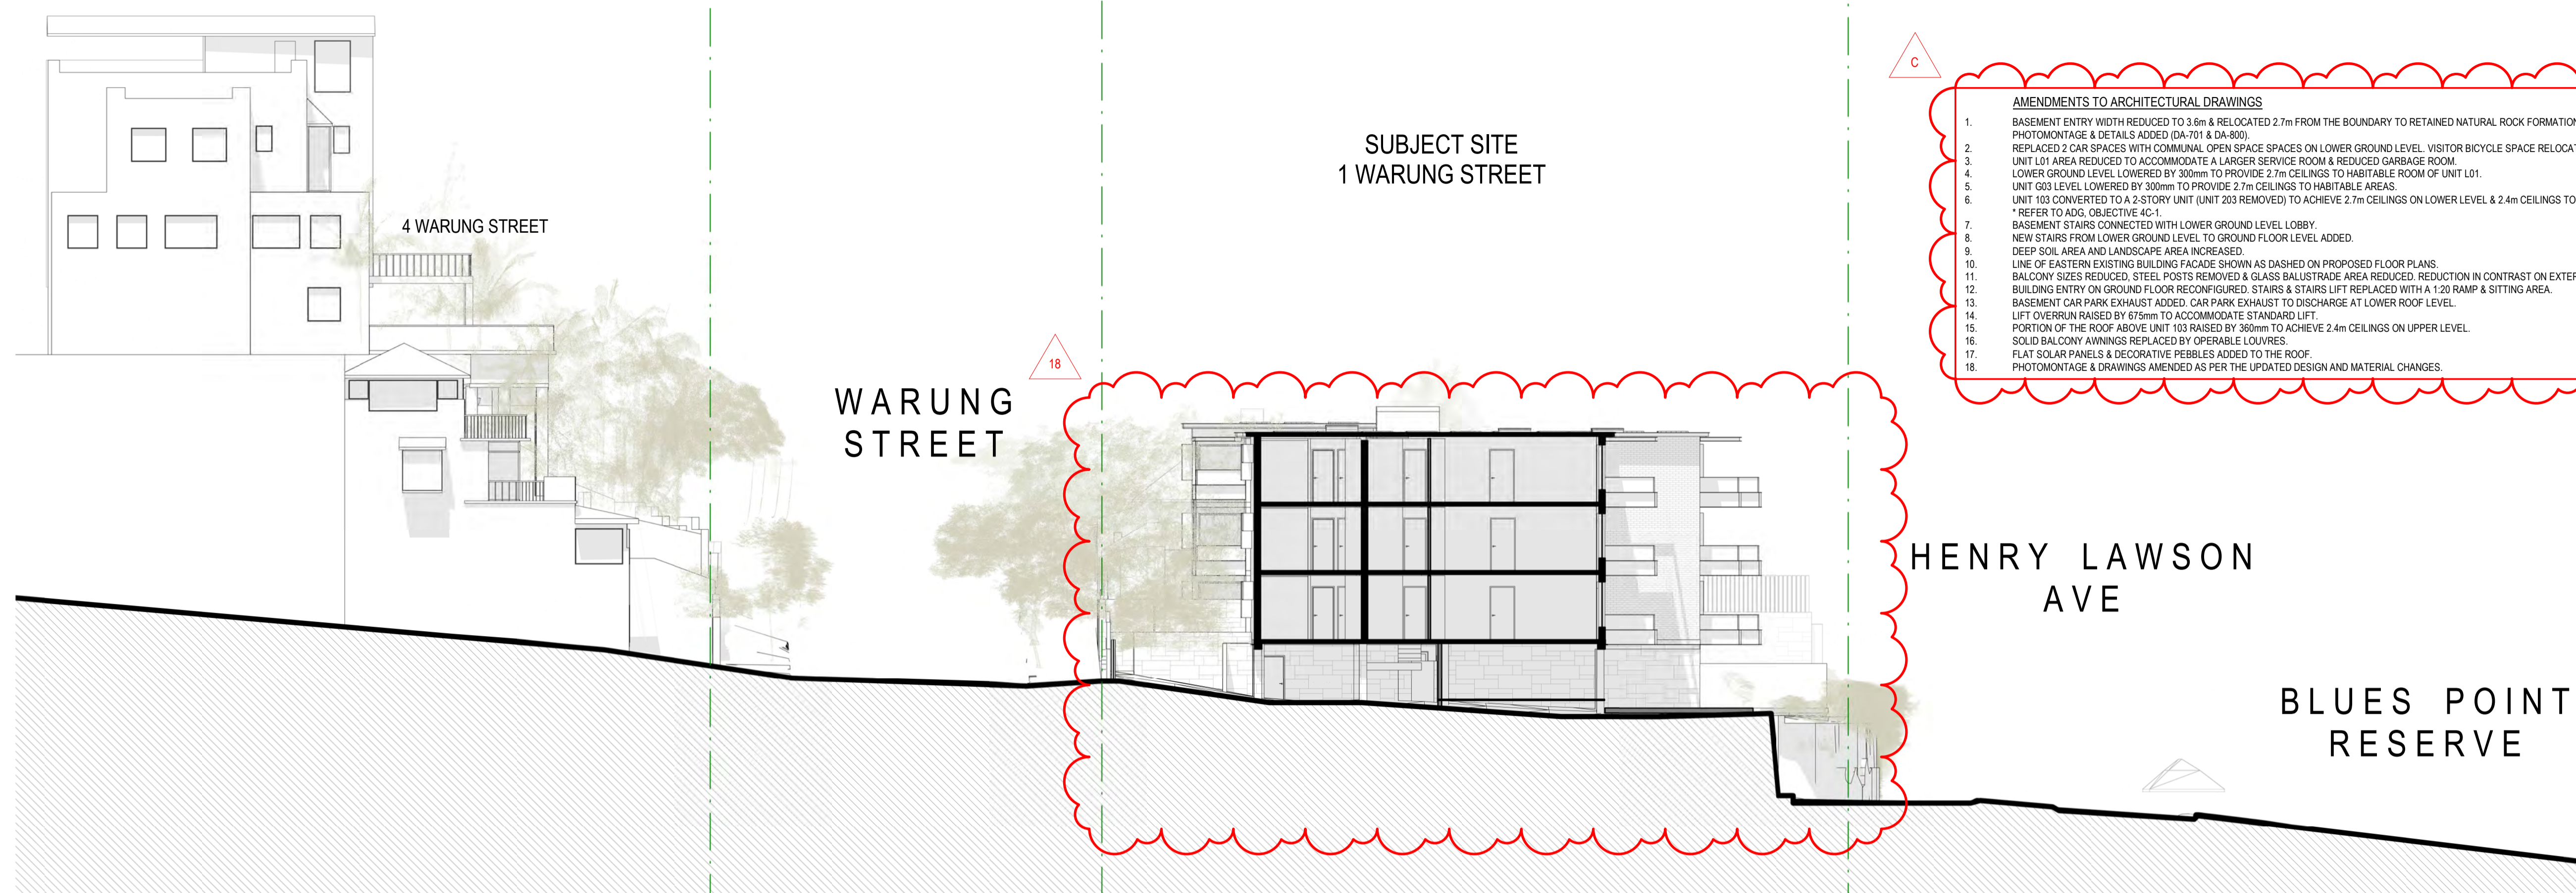 C
AMENDMENTS TO ARCHITECTURAL DRAWINGS
1. BASEMENT ENTRY WIDTH REDUCED TO 3.6m & RELOCATED 2.7m FROM THE BOUNDARY TO RETAINED NATURAL ROCK FORMATION
PHOTOMONTAGE & DETAILS ADDED (DA-701 & DA-800).
2. REPLACED 2 CAR SPACES WITH COMMUNAL OPEN SPACE SPACES ON LOWER GROUND LEVEL. VISITOR BICYCLE SPACE
3. UNIT L01 AREA REDUCED TO ACCOMMODATE A LARGER SERVICE ROOM & REDUCED GARBAGE ROOM.
4. LOWER GROUND LEVEL LOWERED BY 300mm TO PROVIDE 2.7m CEILINGS TO HABITABLE ROOM OF UNIT L01.
5. UNIT G03 LEVEL LOWERED BY 300mm TO PROVIDE 2.7m CEILINGS TO HABITABLE AREAS.
6. UNIT 103 CONVERTED TO A 2-STORY UNIT (UNIT 203 REMOVED) TO ACHIEVE 2.7m CEILINGS ON LOWER LEVEL & 2.4m CEILINGS TO
* REFER TO ADG, OBJECTIVE 4C-1.
7. BASEMENT STAIRS CONNECTED WITH LOWER GROUND LEVEL LOBBY.
8. NEW STAIRS FROM LOWER GROUND LEVEL TO GROUND FLOOR LEVEL ADDED.
9. DEEP SOIL AREA AND LANDSCAPE AREA INCREASED.
10. LINE OF EASTERN EXISTING BUILDING FACADE SHOWN AS DASHED ON PROPOSED FLOOR PLANS.
11. BALCONY SIZES REDUCED, STEEL POSTS REMOVED & GLASS BALUSTRADE AREA REDUCED. REDUCTION IN CONTRAST ON
12. BUILDING ENTRY ON GROUND FLOOR RECONFIGURED. STAIRS & STAIRS LIFT REPLACED WITH A 1:20 RAMP & SITTING AREA.
13. BASEMENT CAR PARK EXHAUST ADDED. CAR PARK EXHAUST TO DISCHARGE AT LOWER ROOF LEVEL.
14. LIFT OVERRUN RAISED BY 675mm TO ACCOMMODATE STANDARD LIFT.
15. PORTION OF THE ROOF ABOVE UNIT 103 RAISED BY 360mm TO ACHIEVE 2.4m CEILINGS ON UPPER LEVEL.
16. SOLID BALCONY AWNINGS REPLACED BY OPERABLE LOUVRES.
17. FLAT SOLAR PANELS & DECORATIVE PEBBLES ADDED TO THE ROOF.
18. PHOTOMONTAGE & DRAWINGS AMENDED AS PER THE UPDATED DESIGN AND MATERIAL CHANGES.
SUBJECT SITE
1 WARUNG STREET
4 WARUNG STREET
18
WARUNG
STREET
HENRY LAWSON
AVE
BLUES POINT
RESERVE